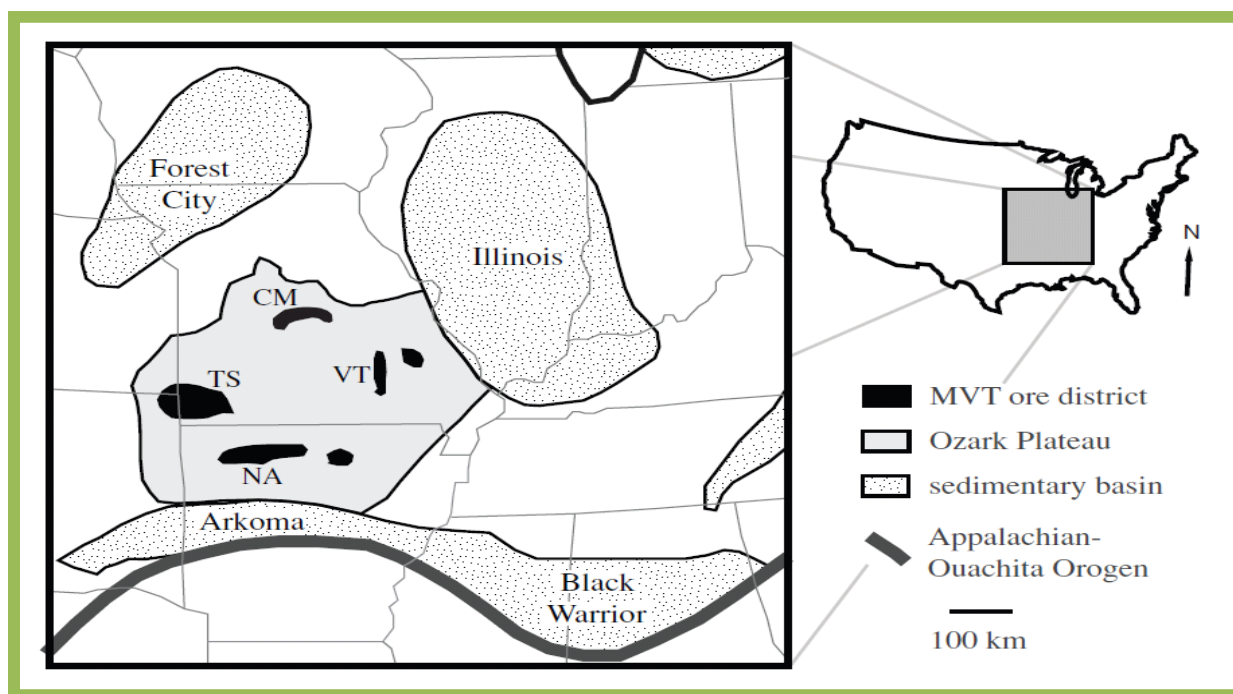 Forest
City
Illinois
CM
TS
VT
NA
Arkoma
Black
Warrior
N
MVT ore district
Ozark Plateau
sedimentary basin
Appalachian-
Ouachita Orogen
100 km